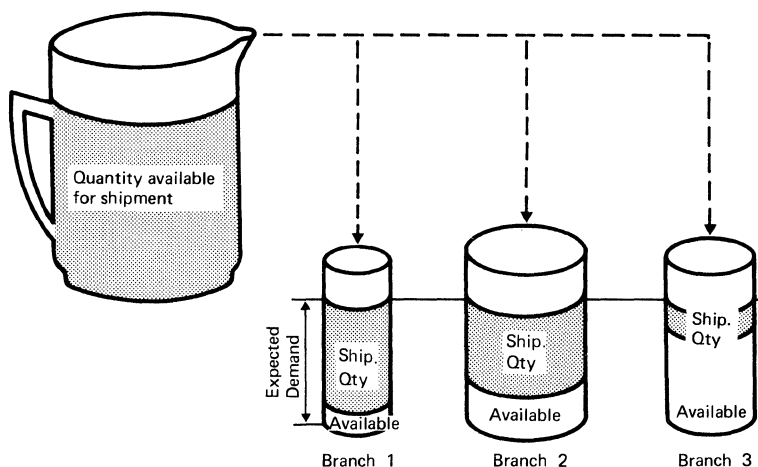 Quantity available
for shipment
Expected
Demand
Ship.
Qty
Available
Ship.
Qty
Available
Ship.
Qty
Available
Branch 1
Branch 2
Branch 3